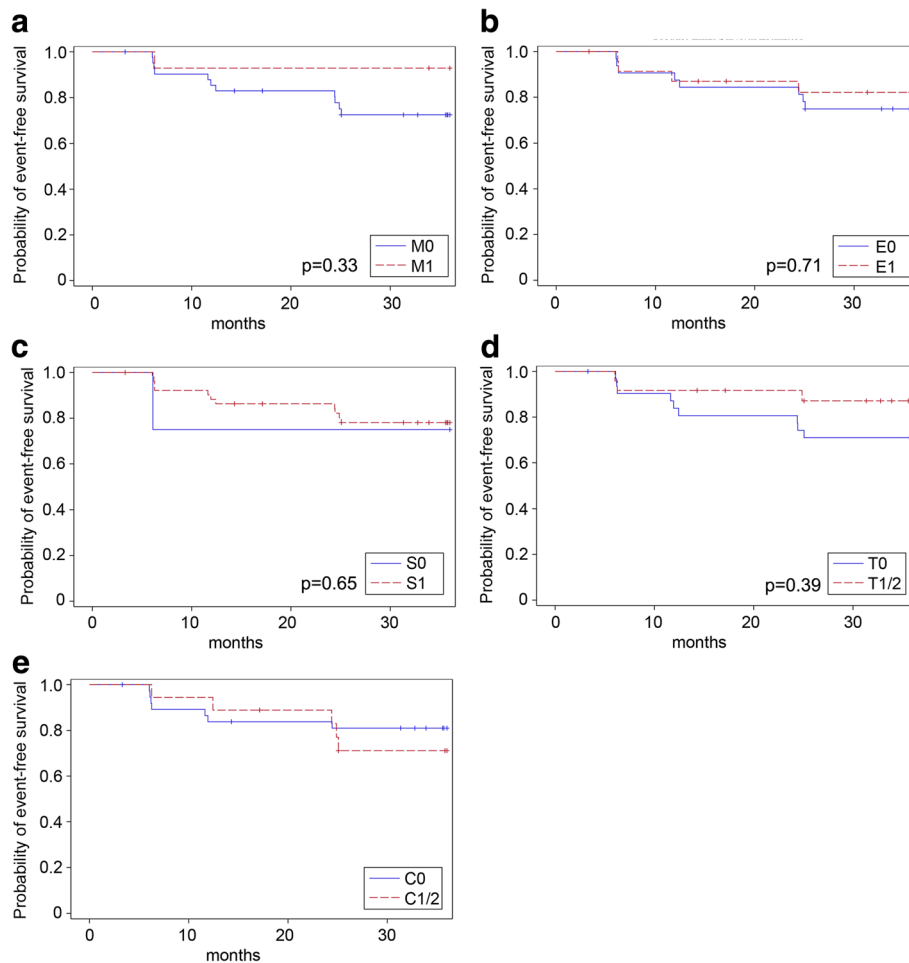 a
Probability of event-free survival
1.0
0.8
0.6
0.4
0.2
0
M0
M1
p=0.33
0 10 20 30
months
b
Probability of event-free survival
1.0
0.8
0.6
0.4
0.2
0
E0
E1
p=0.71
0 10 20 30
months
c
Probability of event-free survival
1.0
0.8
0.6
0.4
0.2
0
S0
S1
p=0.65
0 10 20 30
months
d
Probability of event-free survival
1.0
0.8
0.6
0.4
0.2
0
T0
T1/2
p=0.39
0 10 20 30
months
e
Probability of event-free survival
1.0
0.8
0.6
0.4
0.2
0
C0
C1/2
0 10 20 30
months